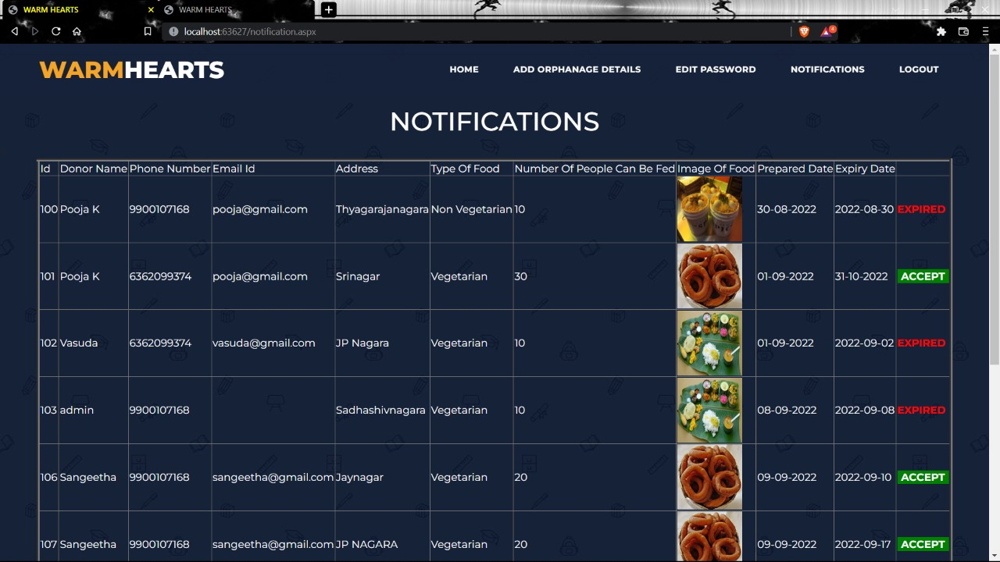 WARM HEARTS
WARM HEARTS
localhost:63627/notification.aspx
4
WARMHEARTS
HOME ADD ORPHANAGE DETAILS EDIT PASSWORD NOTIFICATIONS LOGOUT
NOTIFICATIONS
Id Donor Name Phone Number Email Id Address Type Of Food Number Of People Can Be Fed Image Of Food Prepared Date Expiry Date
100 Pooja K 9900107168 pooja@gmail.com Thyagarajanagara Non Vegetarian 10 30-08-2022 2022-08-30 EXPIRED
101 Pooja K 6362099374 pooja@gmail.com Srinagar Vegetarian 30 01-09-2022 31-10-2022 ACCEPT
102 Vasuda 6362099374 vasuda@gmail.com JP Nagara Vegetarian 10 01-09-2022 2022-09-02 EXPIRED
103 admin 9900107168 Sadhashivnagara Vegetarian 10 08-09-2022 2022-09-08 EXPIRED
106 Sangeetha 9900107168 sangeetha@gmail.com Jaynagar Vegetarian 20 09-09-2022 2022-09-10 ACCEPT
107 Sangeetha 9900107168 sangeetha@gmail.com JP NAGARA Vegetarian 20 09-09-2022 2022-09-17 ACCEPT